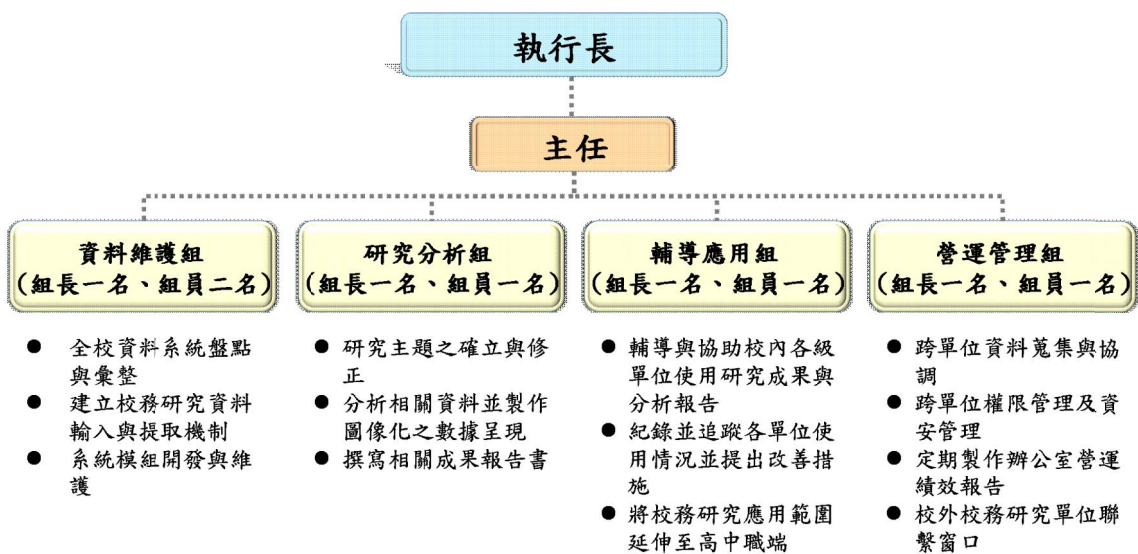 執行長
主任
資料維護組
(組長一名、組員二名)
● 全校資料系統盤點
與彙整
● 建立校務研究資料
輸入與提取機制
● 系統模組開發與維
護
研究分析組
(組長一名、組員一名)
● 研究主題之確立與修
正
● 分析相關資料並製作
圖像化之數據呈現
● 撰寫相關成果報告書
輔導應用組
(組長一名、組員一名)
● 輔導與協助校內各級
單位使用研究成果與
分析報告
● 紀錄並追蹤各單位使
用情況並提出改善措
施
● 將校務研究應用範圍
延伸至高中職端
營運管理組
(組長一名、組員一名)
● 跨單位資料蒐集與協
調
● 跨單位權限管理及資
安管理
● 定期製作辦公室營運
績效報告
● 校外校務研究單位聯
繫窗口